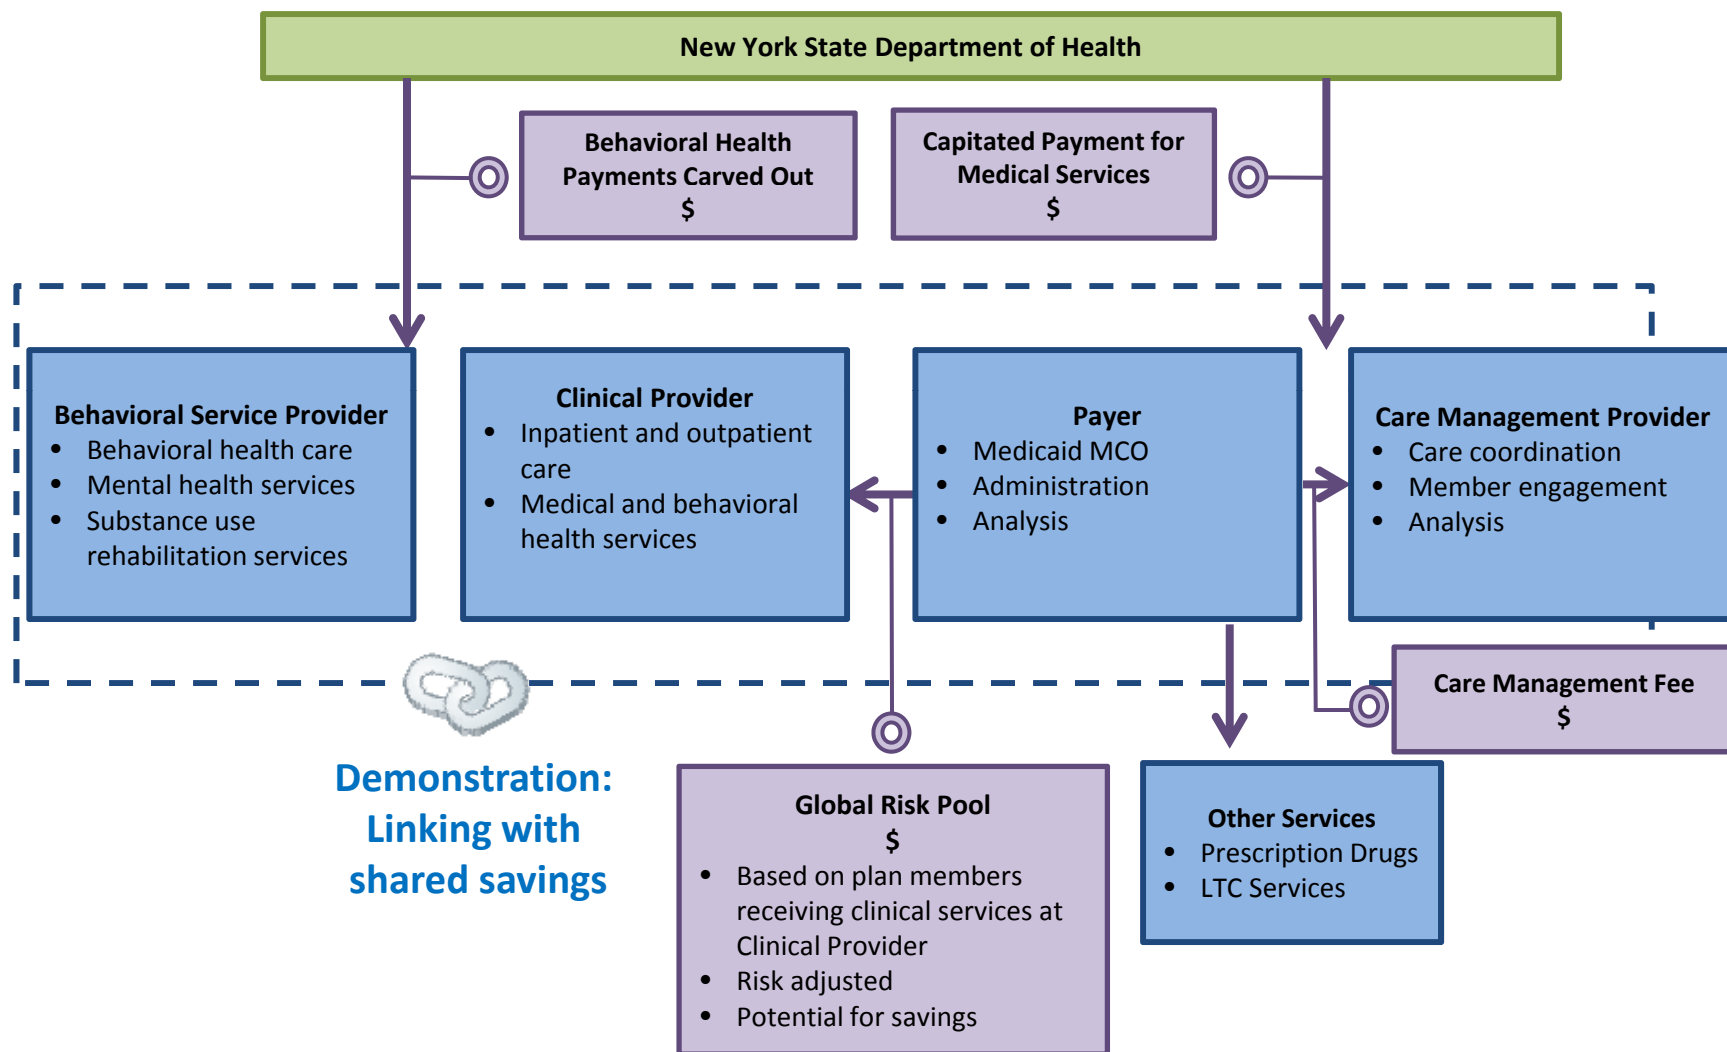 New York State Department of Health
Behavioral Health
Payments Carved Out
$
Capitated Payment for
Medical Services
$
Behavioral Service Provider
• Behavioral health care
• Mental health services
• Substance use
rehabilitation services
Clinical Provider
• Inpatient and outpatient
care
• Medical and behavioral
health services
Payer
• Medicaid MCO
• Administration
• Analysis
Care Management Provider
• Care coordination
• Member engagement
• Analysis
Care Management Fee
$
Demonstration:
Linking with
shared savings
Global Risk Pool
$
• Based on plan members
receiving clinical services at
Clinical Provider
• Risk adjusted
• Potential for savings
Other Services
• Prescription Drugs
• LTC Services